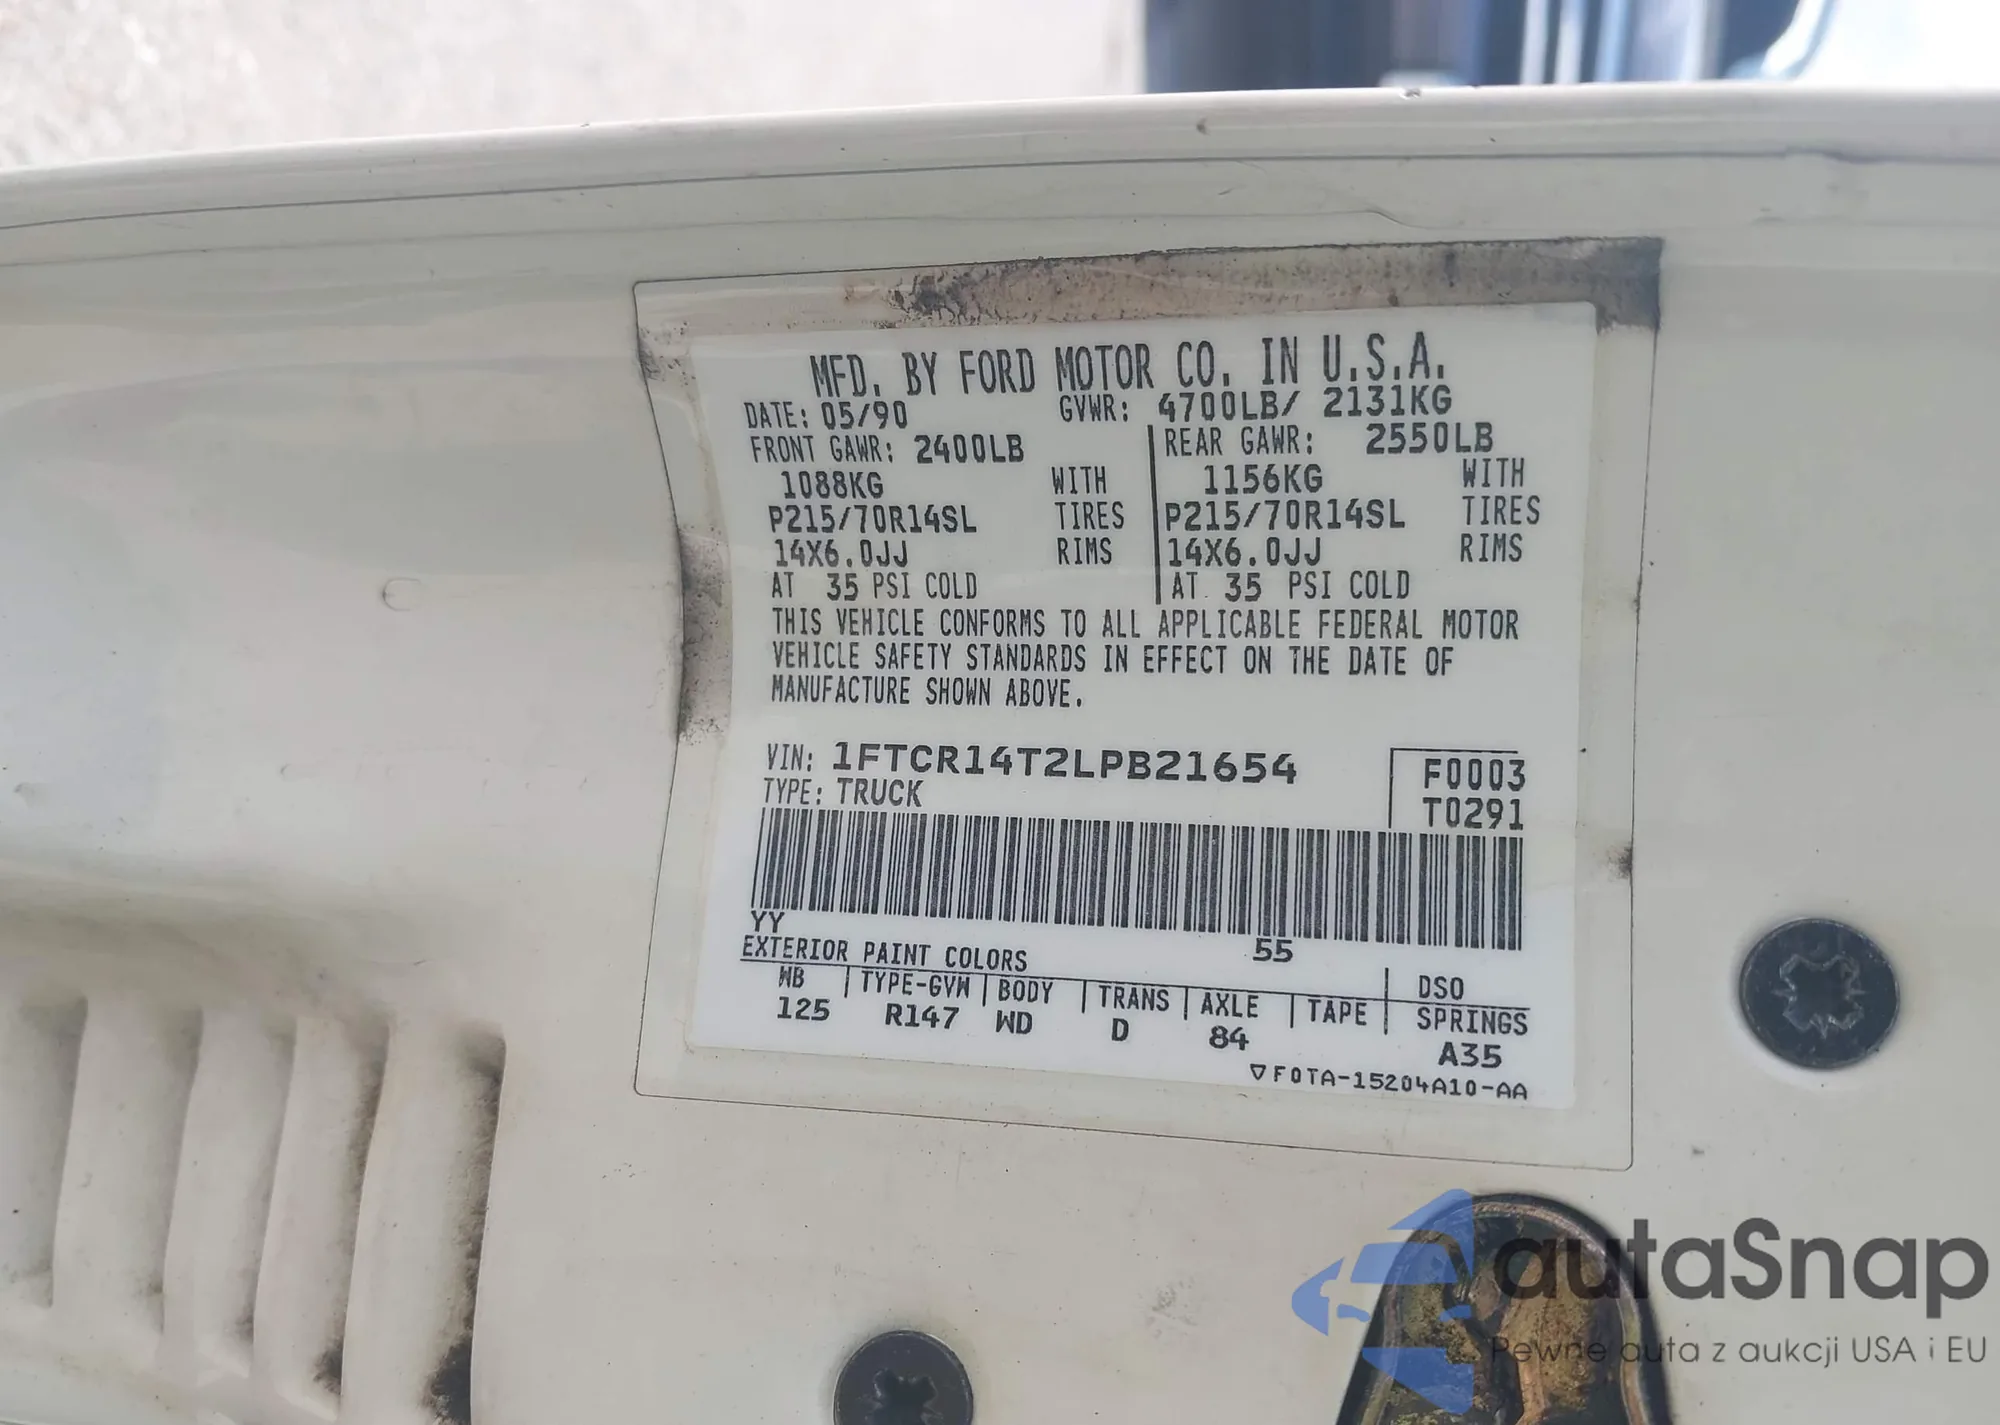 MFD. BY FORD MOTOR CO. IN U.S.A.
DATE: 05/90 GVWR: 4700LB/ 2131KG
FRONT GAWR: 2400LB REAR GAWR: 2550LB
1088KG WITH 1156KG WITH
P215/70R14SL TIRES P215/70R14SL TIRES
14X6.0JJ RIMS 14X6.0JJ RIMS
AT 35 PSI COLD AT 35 PSI COLD
THIS VEHICLE CONFORMS TO ALL APPLICABLE FEDERAL MOTOR
VEHICLE SAFETY STANDARDS IN EFFECT ON THE DATE OF
MANUFACTURE SHOWN ABOVE.
VIN: 1FTCR14T2LPB21654 F0003
TYPE: TRUCK T0291
YY 55
EXTERIOR PAINT COLORS DSO
WB TYPE-GVW BODY TRANS AXLE TAPE SPRINGS
125 R147 WD D 84 A35
F0TA-15204A10-AA
autaSnap
Pewne auta z aukcji USA i EU